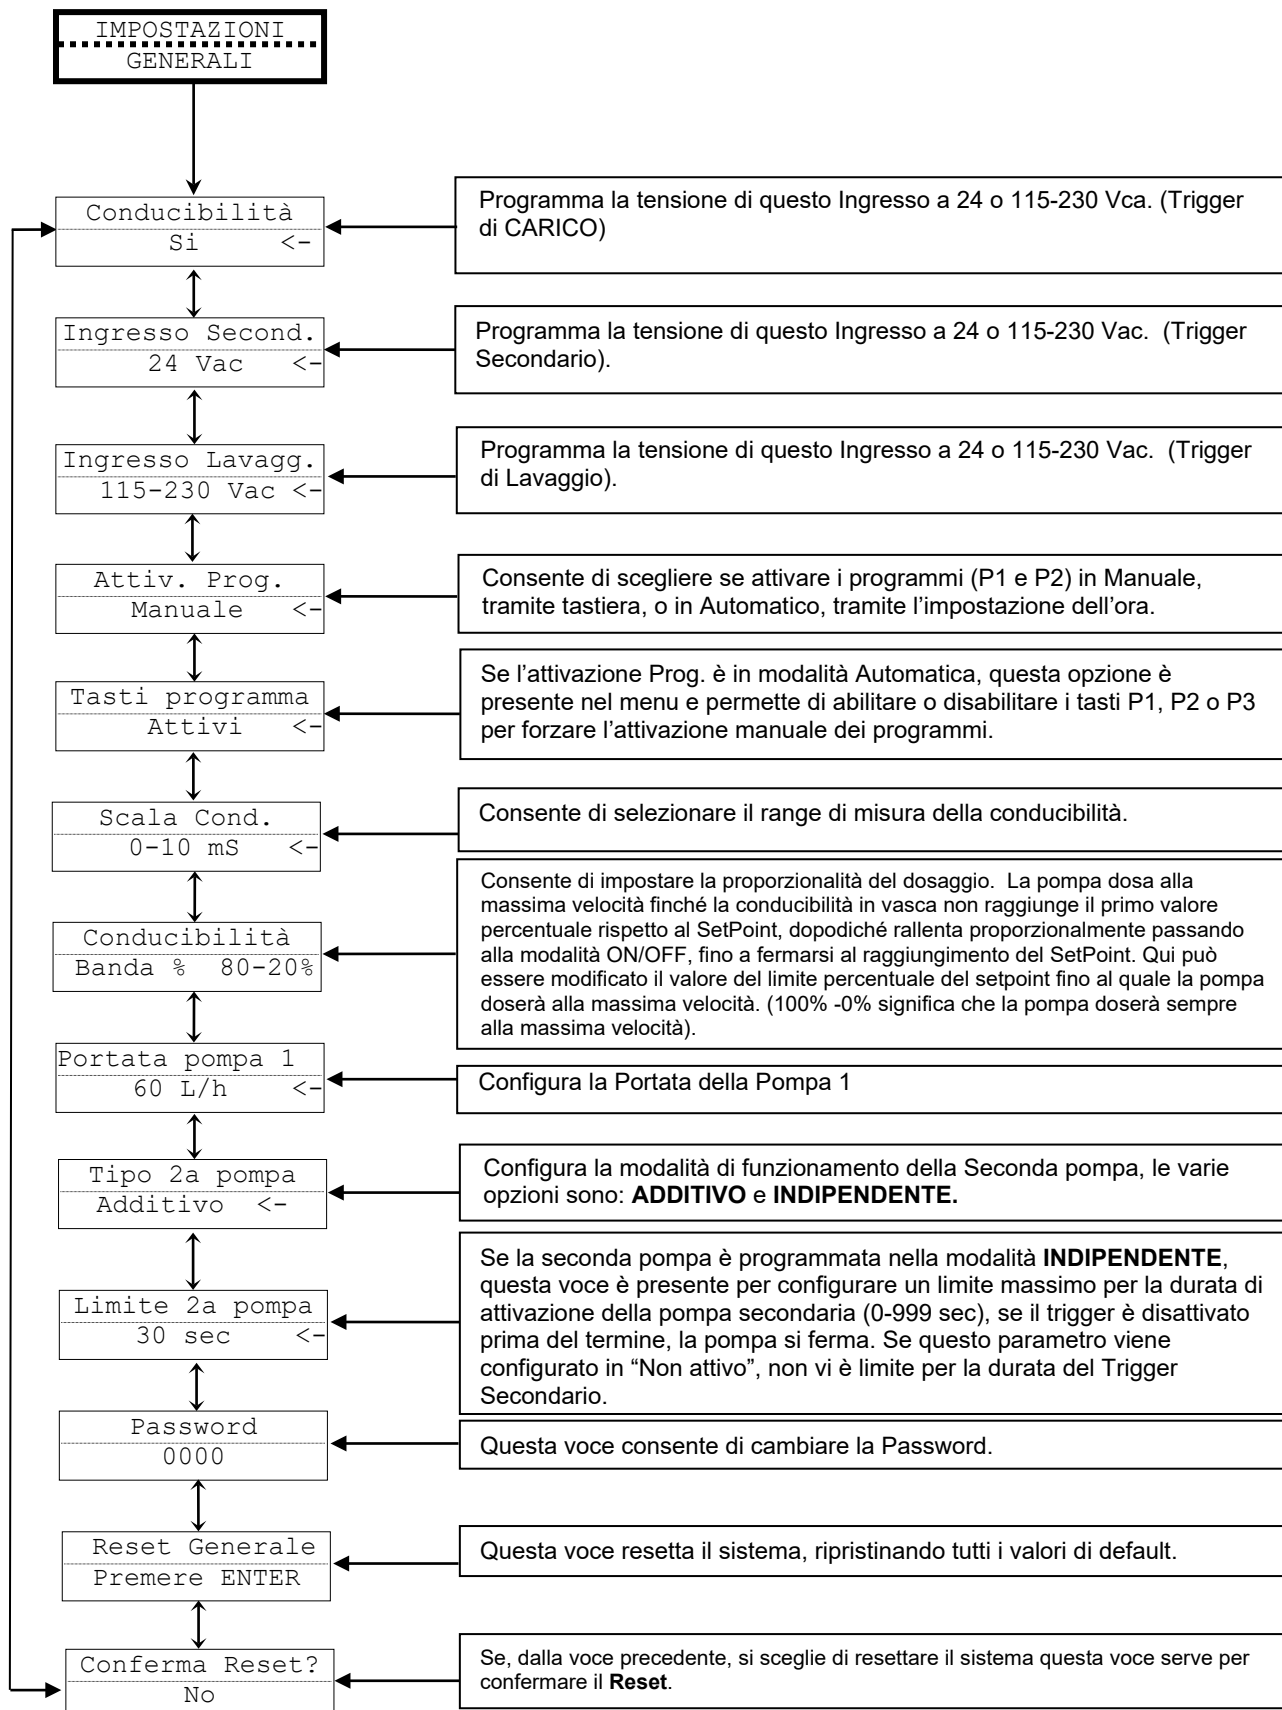 IMPOSTAZIONI
GENERALI
Conducibilità
Si <-
Programma la tensione di questo Ingresso a 24 o 115-230 Vca. (Trigger
di CARICO)
Ingresso Second.
24 Vac <-
Programma la tensione di questo Ingresso a 24 o 115-230 Vac. (Trigger
Secondario).
Ingresso Lavagg.
115-230 Vac <-
Programma la tensione di questo Ingresso a 24 o 115-230 Vac. (Trigger
di Lavaggio).
Attiv. Prog.
Manuale <-
Consente di scegliere se attivare i programmi (P1 e P2) in Manuale,
tramite tastiera, o in Automatico, tramite l’impostazione dell’ora.
Tasti programma
Attivi <-
Se l’attivazione Prog. è in modalità Automatica, questa opzione è
presente nel menu e permette di abilitare o disabilitare i tasti P1, P2 o P3
per forzare l’attivazione manuale dei programmi.
Scala Cond.
0-10 mS <-
Consente di selezionare il range di misura della conducibilità.
Conducibilità
Banda % 80-20%
Consente di impostare la proporzionalità del dosaggio. La pompa dosa alla
massima velocità finché la conducibilità in vasca non raggiunge il primo valore
percentuale rispetto al SetPoint, dopodiché rallenta proporzionalmente passando
alla modalità ON/OFF, fino a fermarsi al raggiungimento del SetPoint. Qui può
essere modificato il valore del limite percentuale del setpoint fino al quale la pompa
doserà alla massima velocità. (100% -0% significa che la pompa doserà sempre
alla massima velocità).
Portata pompa 1
60 L/h <-
Configura la Portata della Pompa 1
Tipo 2a pompa
Additivo <-
Configura la modalità di funzionamento della Seconda pompa, le varie
opzioni sono: ADDITIVO e INDIPENDENTE.
Limite 2a pompa
30 sec <-
Se la seconda pompa è programmata nella modalità INDIPENDENTE,
questa voce è presente per configurare un limite massimo per la durata di
attivazione della pompa secondaria (0-999 sec), se il trigger è disattivato
prima del termine, la pompa si ferma. Se questo parametro viene
configurato in “Non attivo”, non vi è limite per la durata del Trigger
Secondario.
Password
0000
Questa voce consente di cambiare la Password.
Reset Generale
Premere ENTER
Questa voce resetta il sistema, ripristinando tutti i valori di default.
Conferma Reset?
No
Se, dalla voce precedente, si sceglie di resettare il sistema questa voce serve per
confermare il Reset.